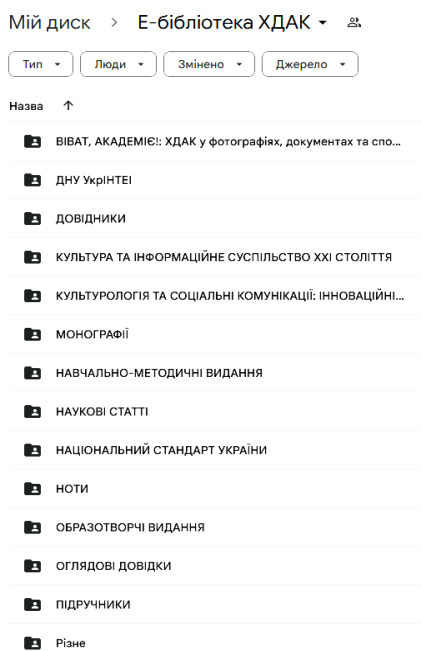 Мій диск > Е-бібліотека ХДАК
Тип Люди Змінено Джерело
Назва ↑
ВІВАТ, АКАДЕМІЄ!: ХДАК у фотографіях, документах та спо...
ДНУ УкрІНТЕІ
ДОВІДНИКИ
КУЛЬТУРА ТА ІНФОРМАЦІЙНЕ СУСПІЛЬСТВО ХХІ СТОЛІТТЯ
КУЛЬТУРОЛОГІЯ ТА СОЦІАЛЬНІ КОМУНІКАЦІЇ: ІННОВАЦІЙНІ...
МОНОГРАФІЇ
НАВЧАЛЬНО-МЕТОДИЧНІ ВИДАННЯ
НАУКОВІ СТАТТІ
НАЦІОНАЛЬНИЙ СТАНДАРТ УКРАЇНИ
НОТИ
ОБРАЗОТВОРЧІ ВИДАННЯ
ОГЛЯДОВІ ДОВІДКИ
ПІДРУЧНИКИ
Різне